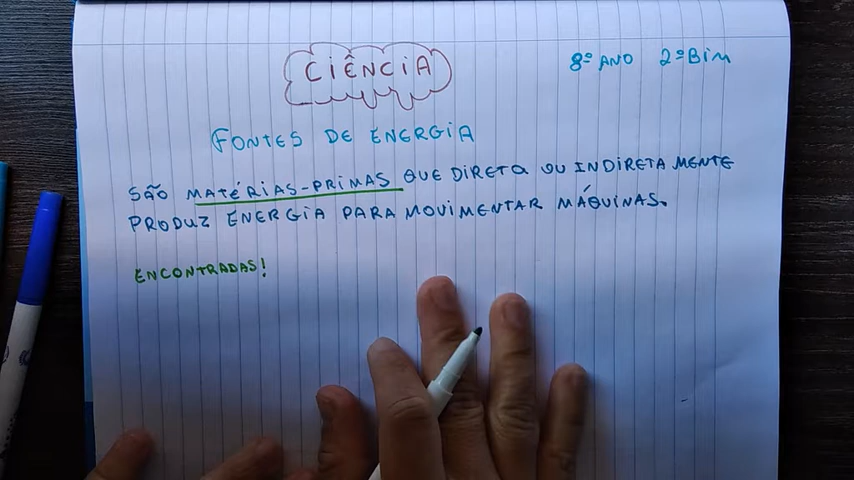 CIÊNCIA
8º ANO 2º BIM
FONTES DE ENERGIA
SÃO MATÉRIAS-PRIMAS QUE DIRETA OU INDIRETAMENTE
PRODUZ ENERGIA PARA MOVIMENTAR MÁQUINAS.
ENCONTRADAS!